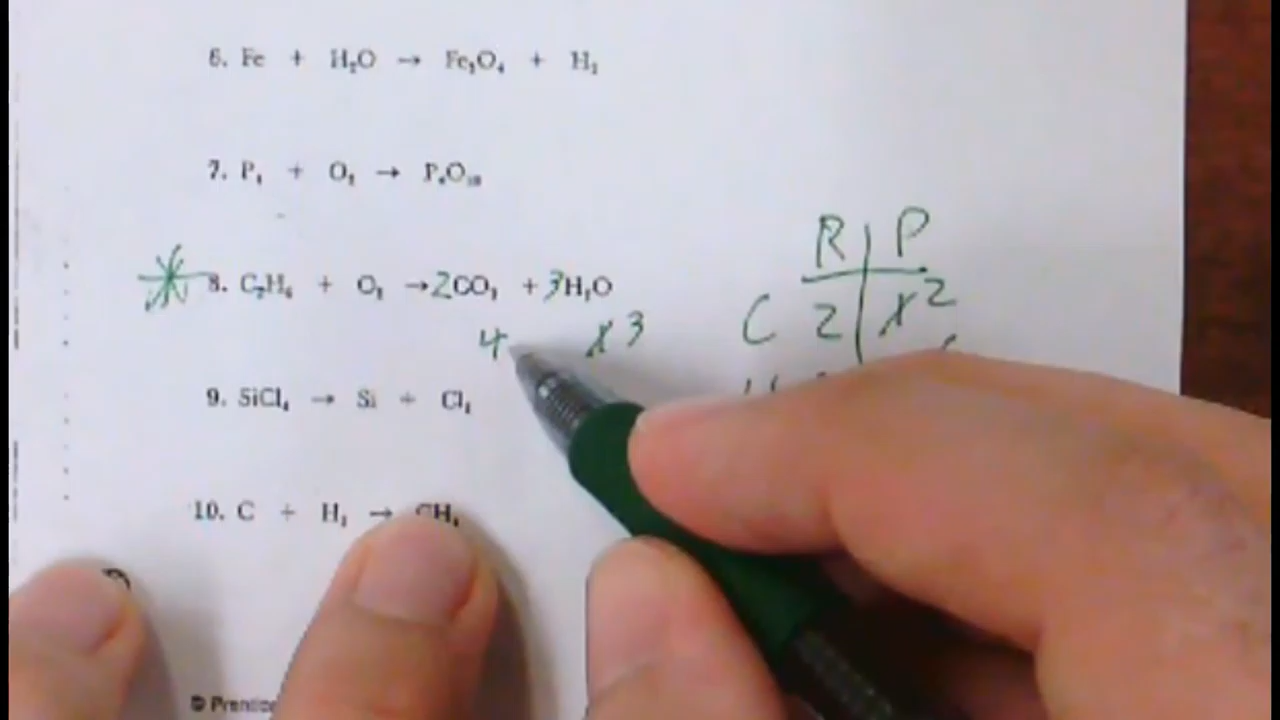 6. Fe + H₂O → Fe₃O₄ + H₂
7. P₄ + O₂ → P₄O₁₀
R P
8. C₂H₆ + O₂ → 2CO₂ + 3H₂O
C 2 2
4 3
9. SiCl₄ → Si + Cl₂
10. C + H₂ → CH₄